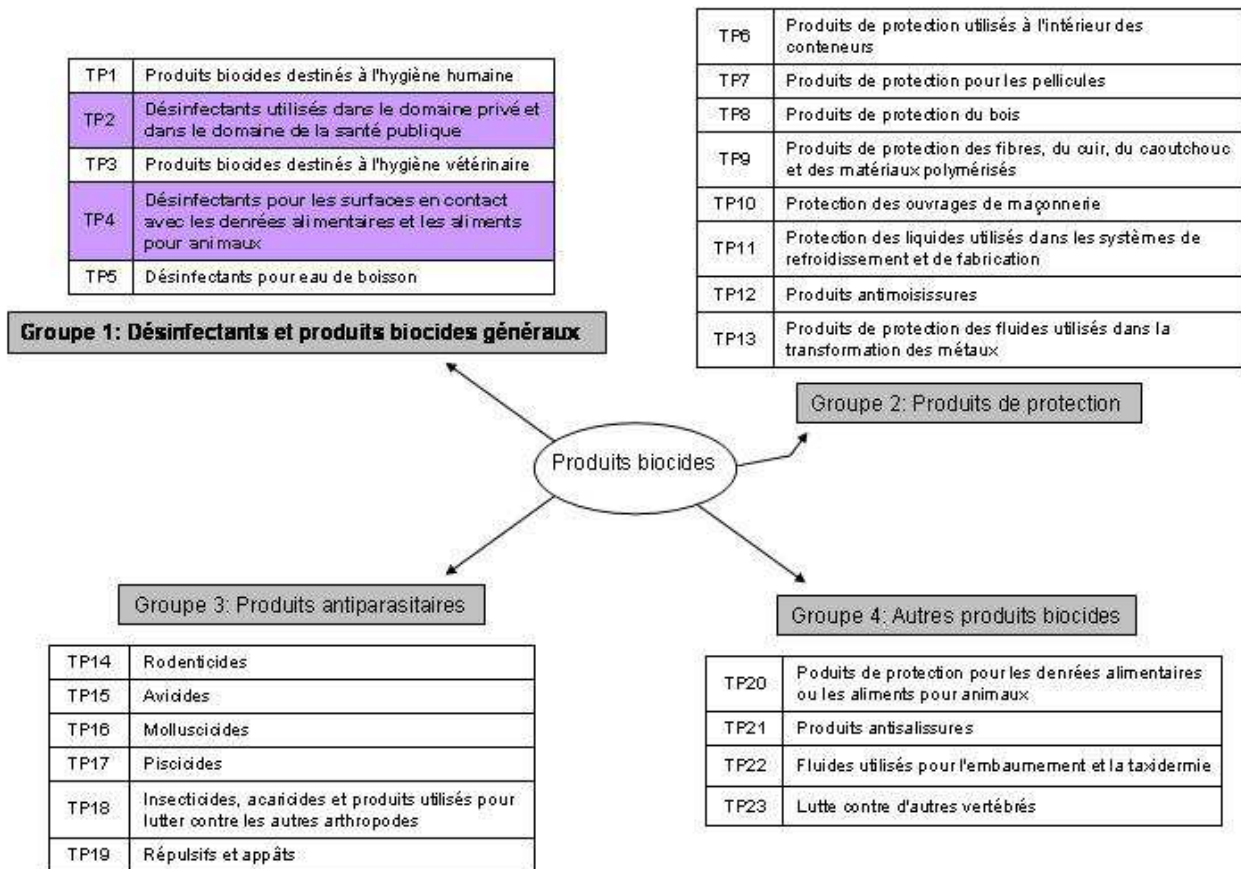 TP1 Produits biocides destinés à l'hygiène humaine
TP2 Désinfectants utilisés dans le domaine privé et
dans le domaine de la santé publique
TP3 Produits biocides destinés à l'hygiène vétérinaire
TP4 Désinfectants pour les surfaces en contact
avec les denrées alimentaires et les aliments
pour animaux
TP5 Désinfectants pour eau de boisson
Groupe 1: Désinfectants et produits biocides généraux
TP6 Produits de protection utilisés à l'intérieur des
conteneurs
TP7 Produits de protection pour les pellicules
TP8 Produits de protection du bois
TP9 Produits de protection des fibres, du cuir, du caoutchouc
et des matériaux polymérisés
TP10 Protection des ouvrages de maçonnerie
TP11 Protection des liquides utilisés dans les systèmes de
refroidissement et de fabrication
TP12 Produits antimoisissures
TP13 Produits de protection des fluides utilisés dans la
transformation des métaux
Groupe 2: Produits de protection
Produits biocides
Groupe 3: Produits antiparasitaires
TP14 Rodenticides
TP15 Avicides
TP16 Molluscicides
TP17 Piscicides
TP18 Insecticides, acaricides et produits utilisés pour
lutter contre les autres arthropodes
TP19 Répulsifs et appâts
Groupe 4: Autres produits biocides
TP20 Poduits de protection pour les denrées alimentaires
ou les aliments pour animaux
TP21 Produits antisalissures
TP22 Fluides utilisés pour l'embaumement et la taxidermie
TP23 Lutte contre d'autres vertébrés